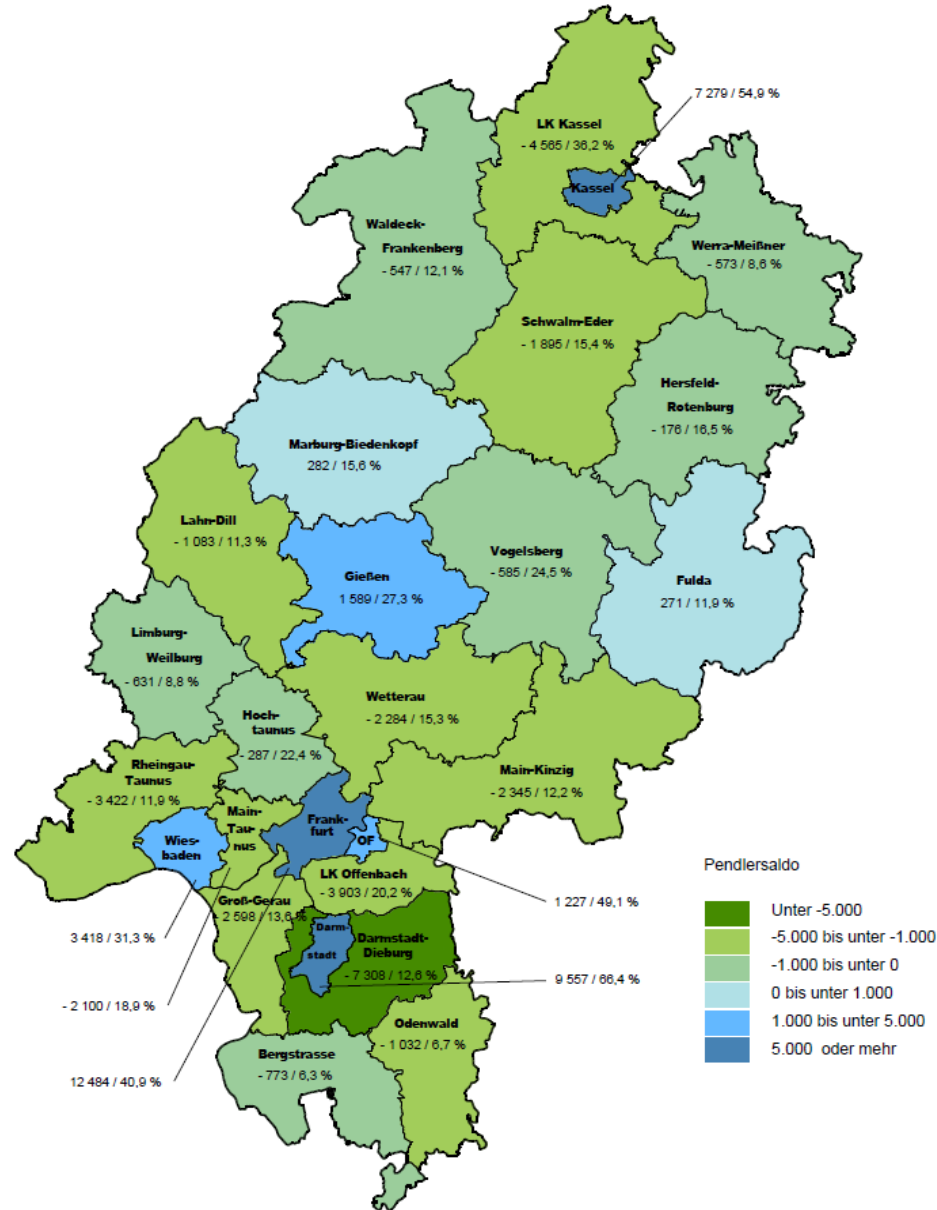 7 279 / 54,9 %
LK Kassel
- 4 565 / 36,2 %
Kassel
Waldeck-
Frankenberg
- 547 / 12,1 %
Werra-Meißner
- 573 / 8,6 %
Schwalm-Eder
- 1 895 / 15,4 %
Hersfeld-
Rotenburg
- 176 / 16,5 %
Marburg-Biedenkopf
282 / 15,6 %
Lahn-Dill
- 1 083 / 11,3 %
Gießen
1 589 / 27,3 %
Vogelsberg
- 585 / 24,5 %
Fulda
271 / 11,9 %
Limburg-
Weilburg
- 631 / 8,8 %
Hoch-
taunus
- 287 / 22,4 %
Wetterau
- 2 284 / 15,3 %
Main-Kinzig
- 2 345 / 12,2 %
Rheingau-
Taunus
- 3 422 / 11,9 %
Wies-
baden
Main-
Tau-
nus
Frank-
furt
OF
LK Offenbach
- 3 903 / 20,2 %
Groß-Gerau
2 598 / 13,6 %
1 227 / 49,1 %
3 418 / 31,3 %
Darm-
stadt
Darmstadt-
Dieburg
- 7 308 / 12,6 %
9 557 / 66,4 %
- 2 100 / 18,9 %
Odenwald
- 1 032 / 6,7 %
Bergstrasse
- 773 / 6,3 %
12 484 / 40,9 %
Pendlersaldo
Unter -5.000
-5.000 bis unter -1.000
-1.000 bis unter 0
0 bis unter 1.000
1.000 bis unter 5.000
5.000 oder mehr